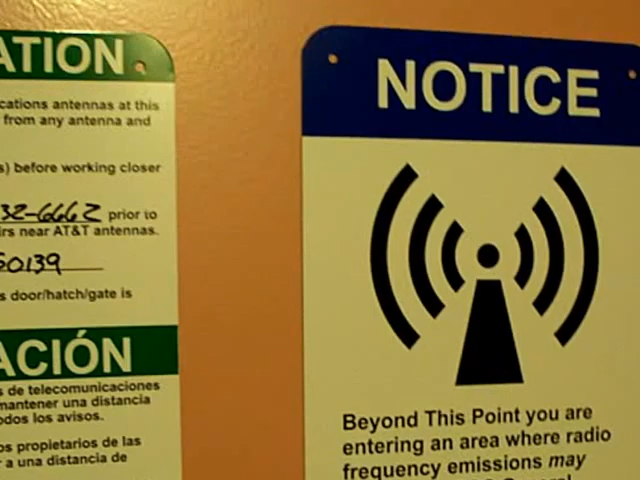 ATION
cations antennas at this
from any antenna and
s) before working closer
32-6662 prior to
irs near AT&T antennas.
50139
s door/hatch/gate is
ACIÓN
s de telecomunicaciones
mantener una distancia
odos los avisos.
os propietarios de las
r a una distancia de
NOTICE
Beyond This Point you are
entering an area where radio
frequency emissions may